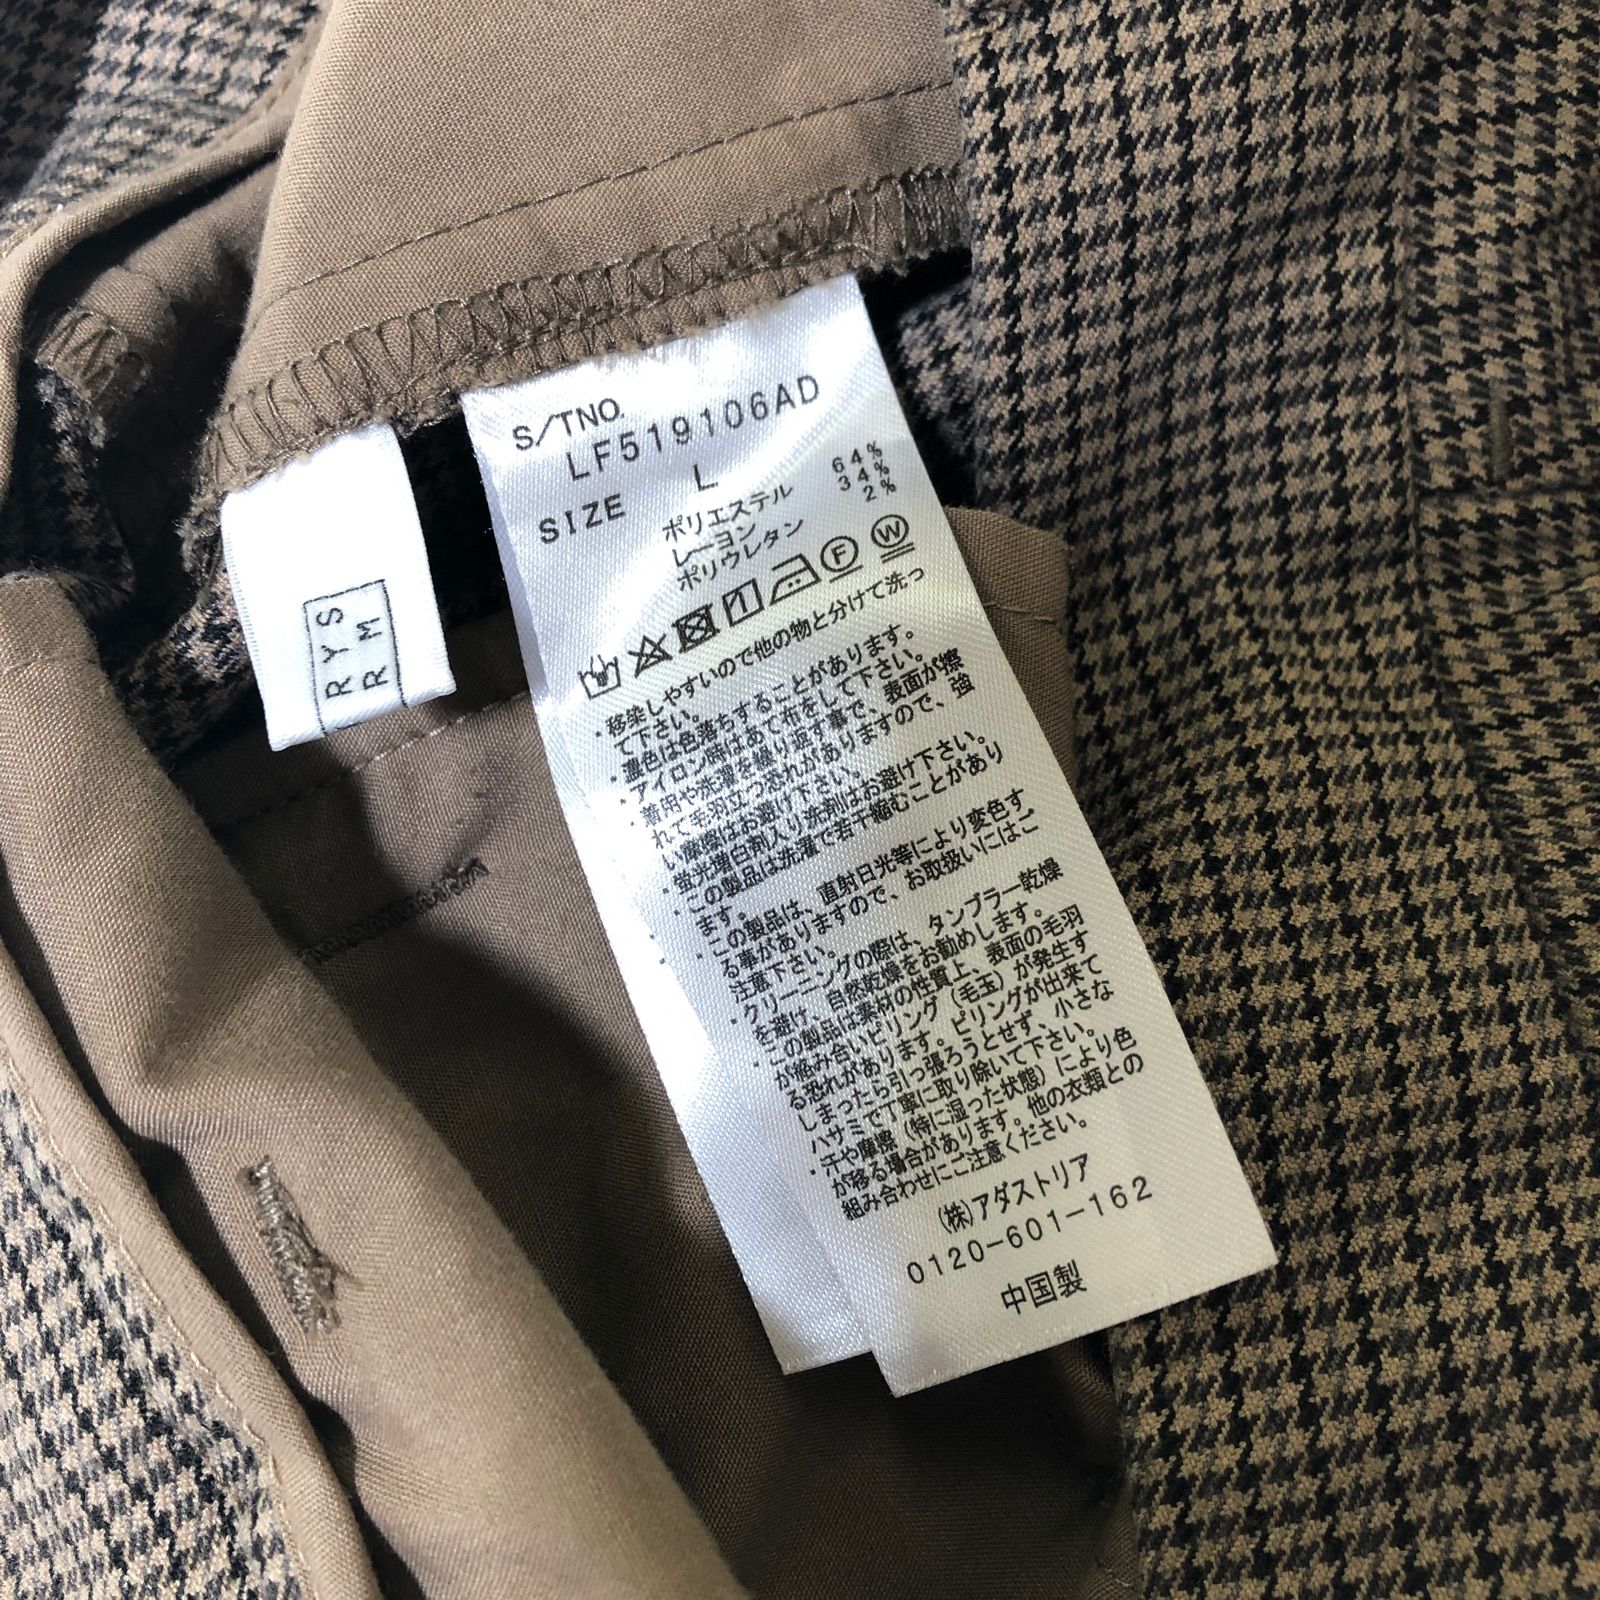 S/TNO.
LF519106AD
SIZE L
ポリエステル 64%
レーヨン 34%
ポリウレタン 2%
1 F W
・移染しやすいので他の物と分けて洗っ
て下さい。
・濃色は色落ちすることがあります。
・アイロン時はあて布をして下さい。
・着用や洗濯を繰り返す事で、表面が擦
れて毛羽立つ恐れがありますので、強
い摩擦はお避け下さい。
・蛍光増白剤入り洗剤はお避け下さい。
・この製品は洗濯で若干縮むことがあり
ます。
・この製品は、直射日光等により変色す
る事がありますので、お取扱いにはご
注意下さい。
・クリーニングの際は、タンブラー乾燥
を避け、自然乾燥をお勧めします。
・この製品は素材の性質上、表面の毛羽
が絡み合いピリング（毛玉）が発生す
る恐れがあります。ピリングが出来て
しまったら引っ張ろうとせず、小さな
ハサミで丁寧に取り除いて下さい。
・汗や摩擦（特に湿った状態）により色
が移る場合があります。他の衣類との
組み合わせにご注意ください。
(株)アダストリア
0120-601-162
中国製
RYS
RM